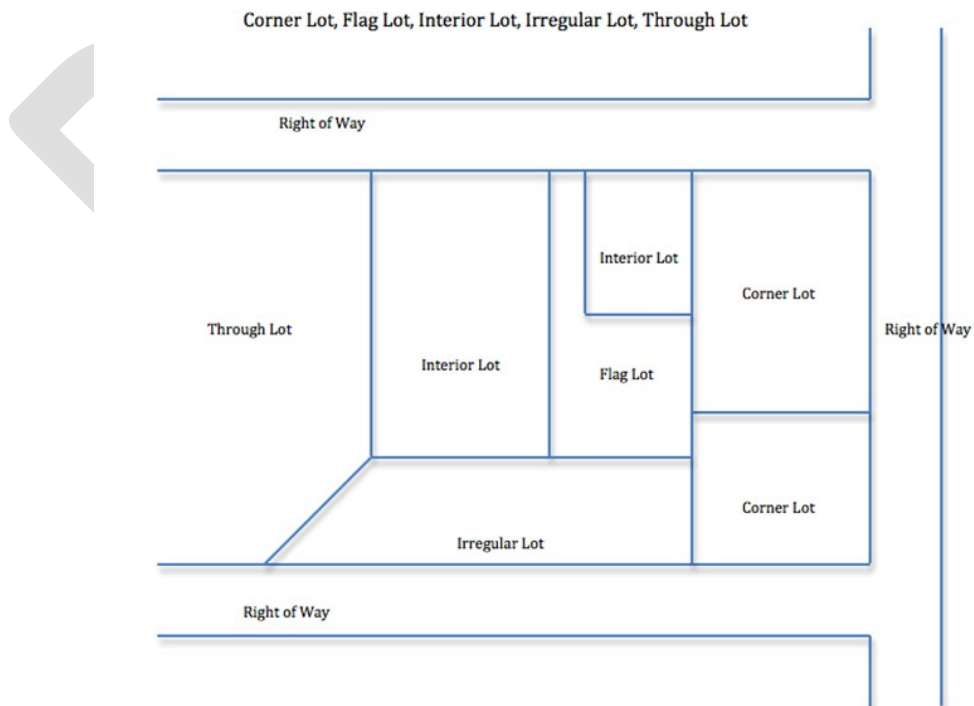 Corner Lot, Flag Lot, Interior Lot, Irregular Lot, Through Lot
Right of Way
Interior Lot
Corner Lot
Through Lot
Right of Way
Interior Lot
Flag Lot
Corner Lot
Irregular Lot
Right of Way